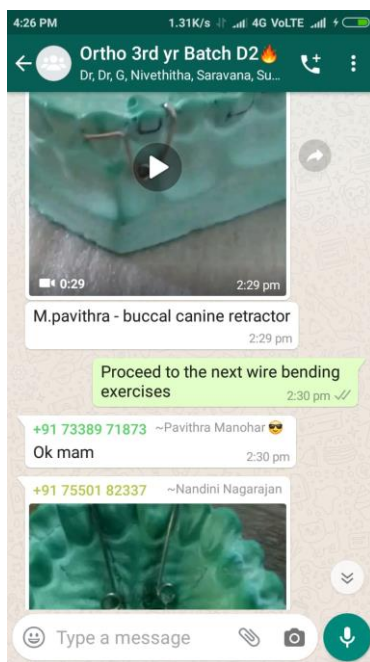 4:26 PM
1.31K/s 4G VoLTE
Ortho 3rd yr Batch D2🔥
Dr, Dr, G, Nivethitha, Saravana, Su...
0:29
2:29 pm
M.pavithra - buccal canine retractor
2:29 pm
Proceed to the next wire bending
exercises
2:30 pm
+91 73389 71873 ~Pavithra Manohar😎
Ok mam
2:30 pm
+91 75501 82337 ~Nandini Nagarajan
Type a message